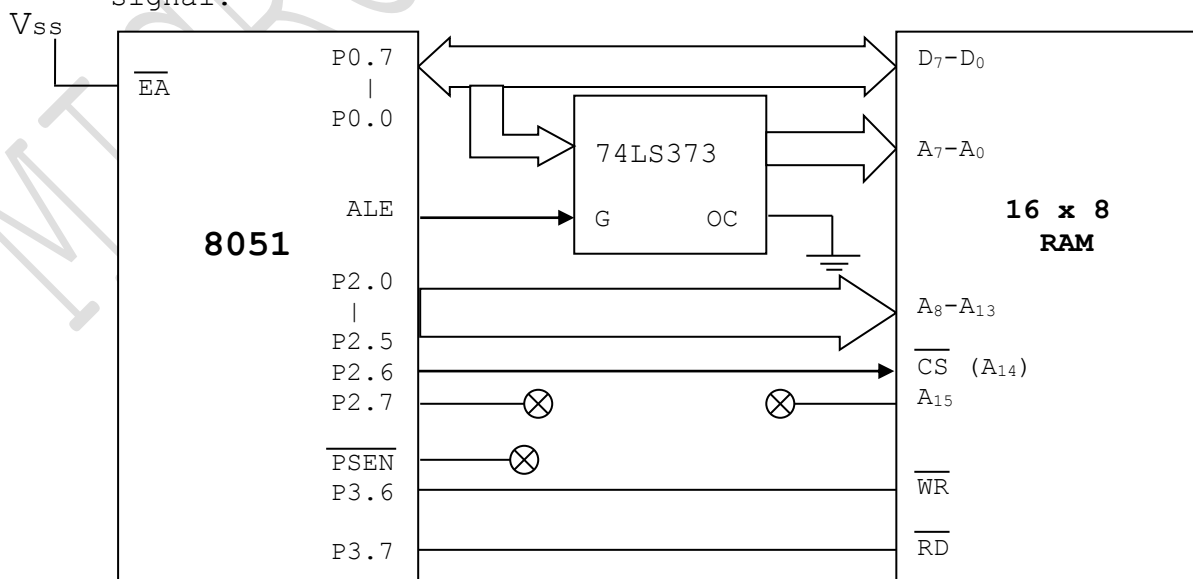 signal:
Vss
EA
P0.7
|
P0.0
ALE
8051
P2.0
|
P2.5
P2.6
P2.7
PSEN
P3.6
P3.7
74LS373
G OC
D7-D0
A7-A0
16 x 8
RAM
A8-A13
CS (A14)
A15
WR
RD